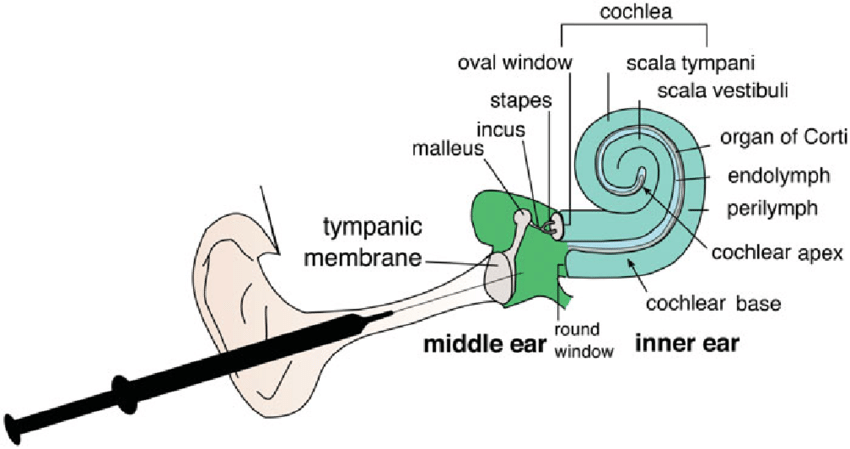 cochlea
oval window
scala tympani
scala vestibuli
stapes
incus
malleus
organ of Corti
endolymph
perilymph
tympanic
membrane
cochlear apex
cochlear base
middle ear
round
window
inner ear